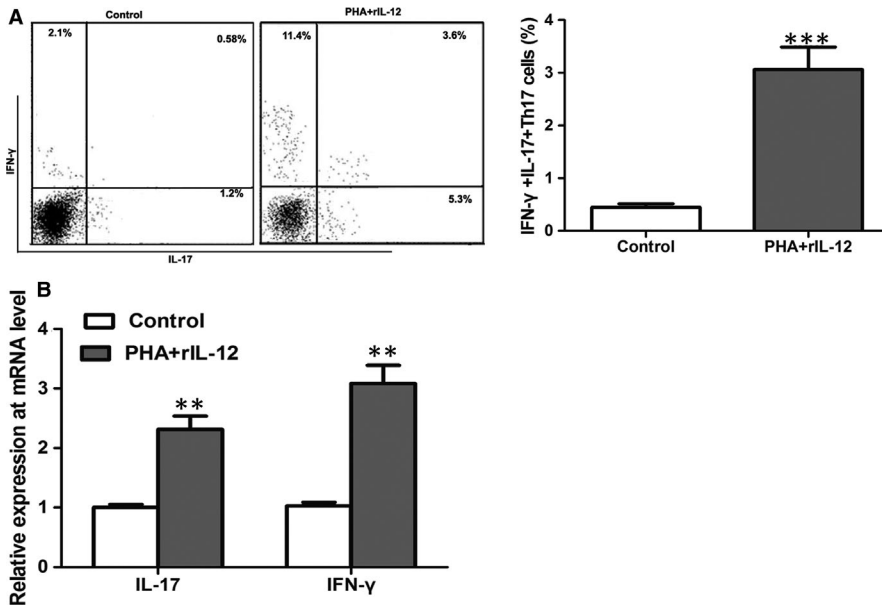 A
Control
2.1%
0.58%
1.2%
PHA+rIL-12
11.4%
3.6%
5.3%
IFN-γ
IL-17
IFN-γ +IL-17+Th17 cells (%)
4
3
2
1
0
***
Control
PHA+rIL-12
B
Relative expression at mRNA level
Control
PHA+rIL-12
4
3
2
1
0
**
**
IL-17
IFN-γ